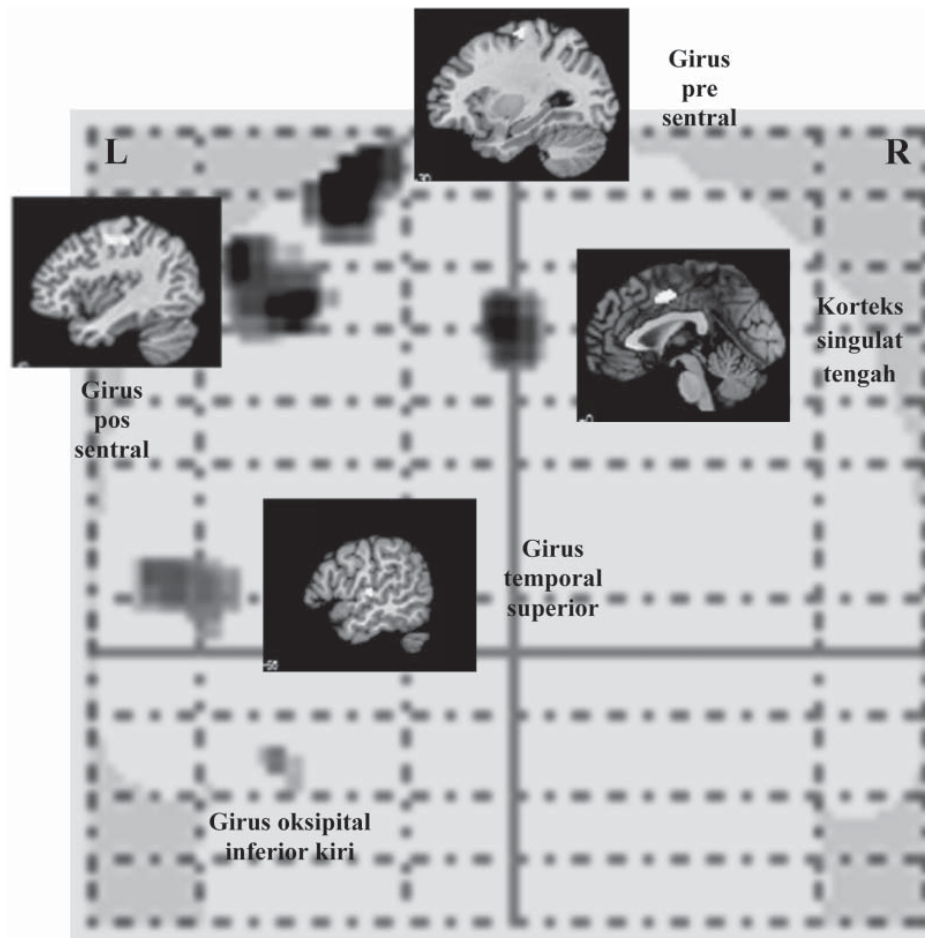 Girus
pre
sentral
L
R
Korteks
singulat
tengah
Girus
pos
sentral
Girus
temporal
superior
Girus oksipital
inferior kiri